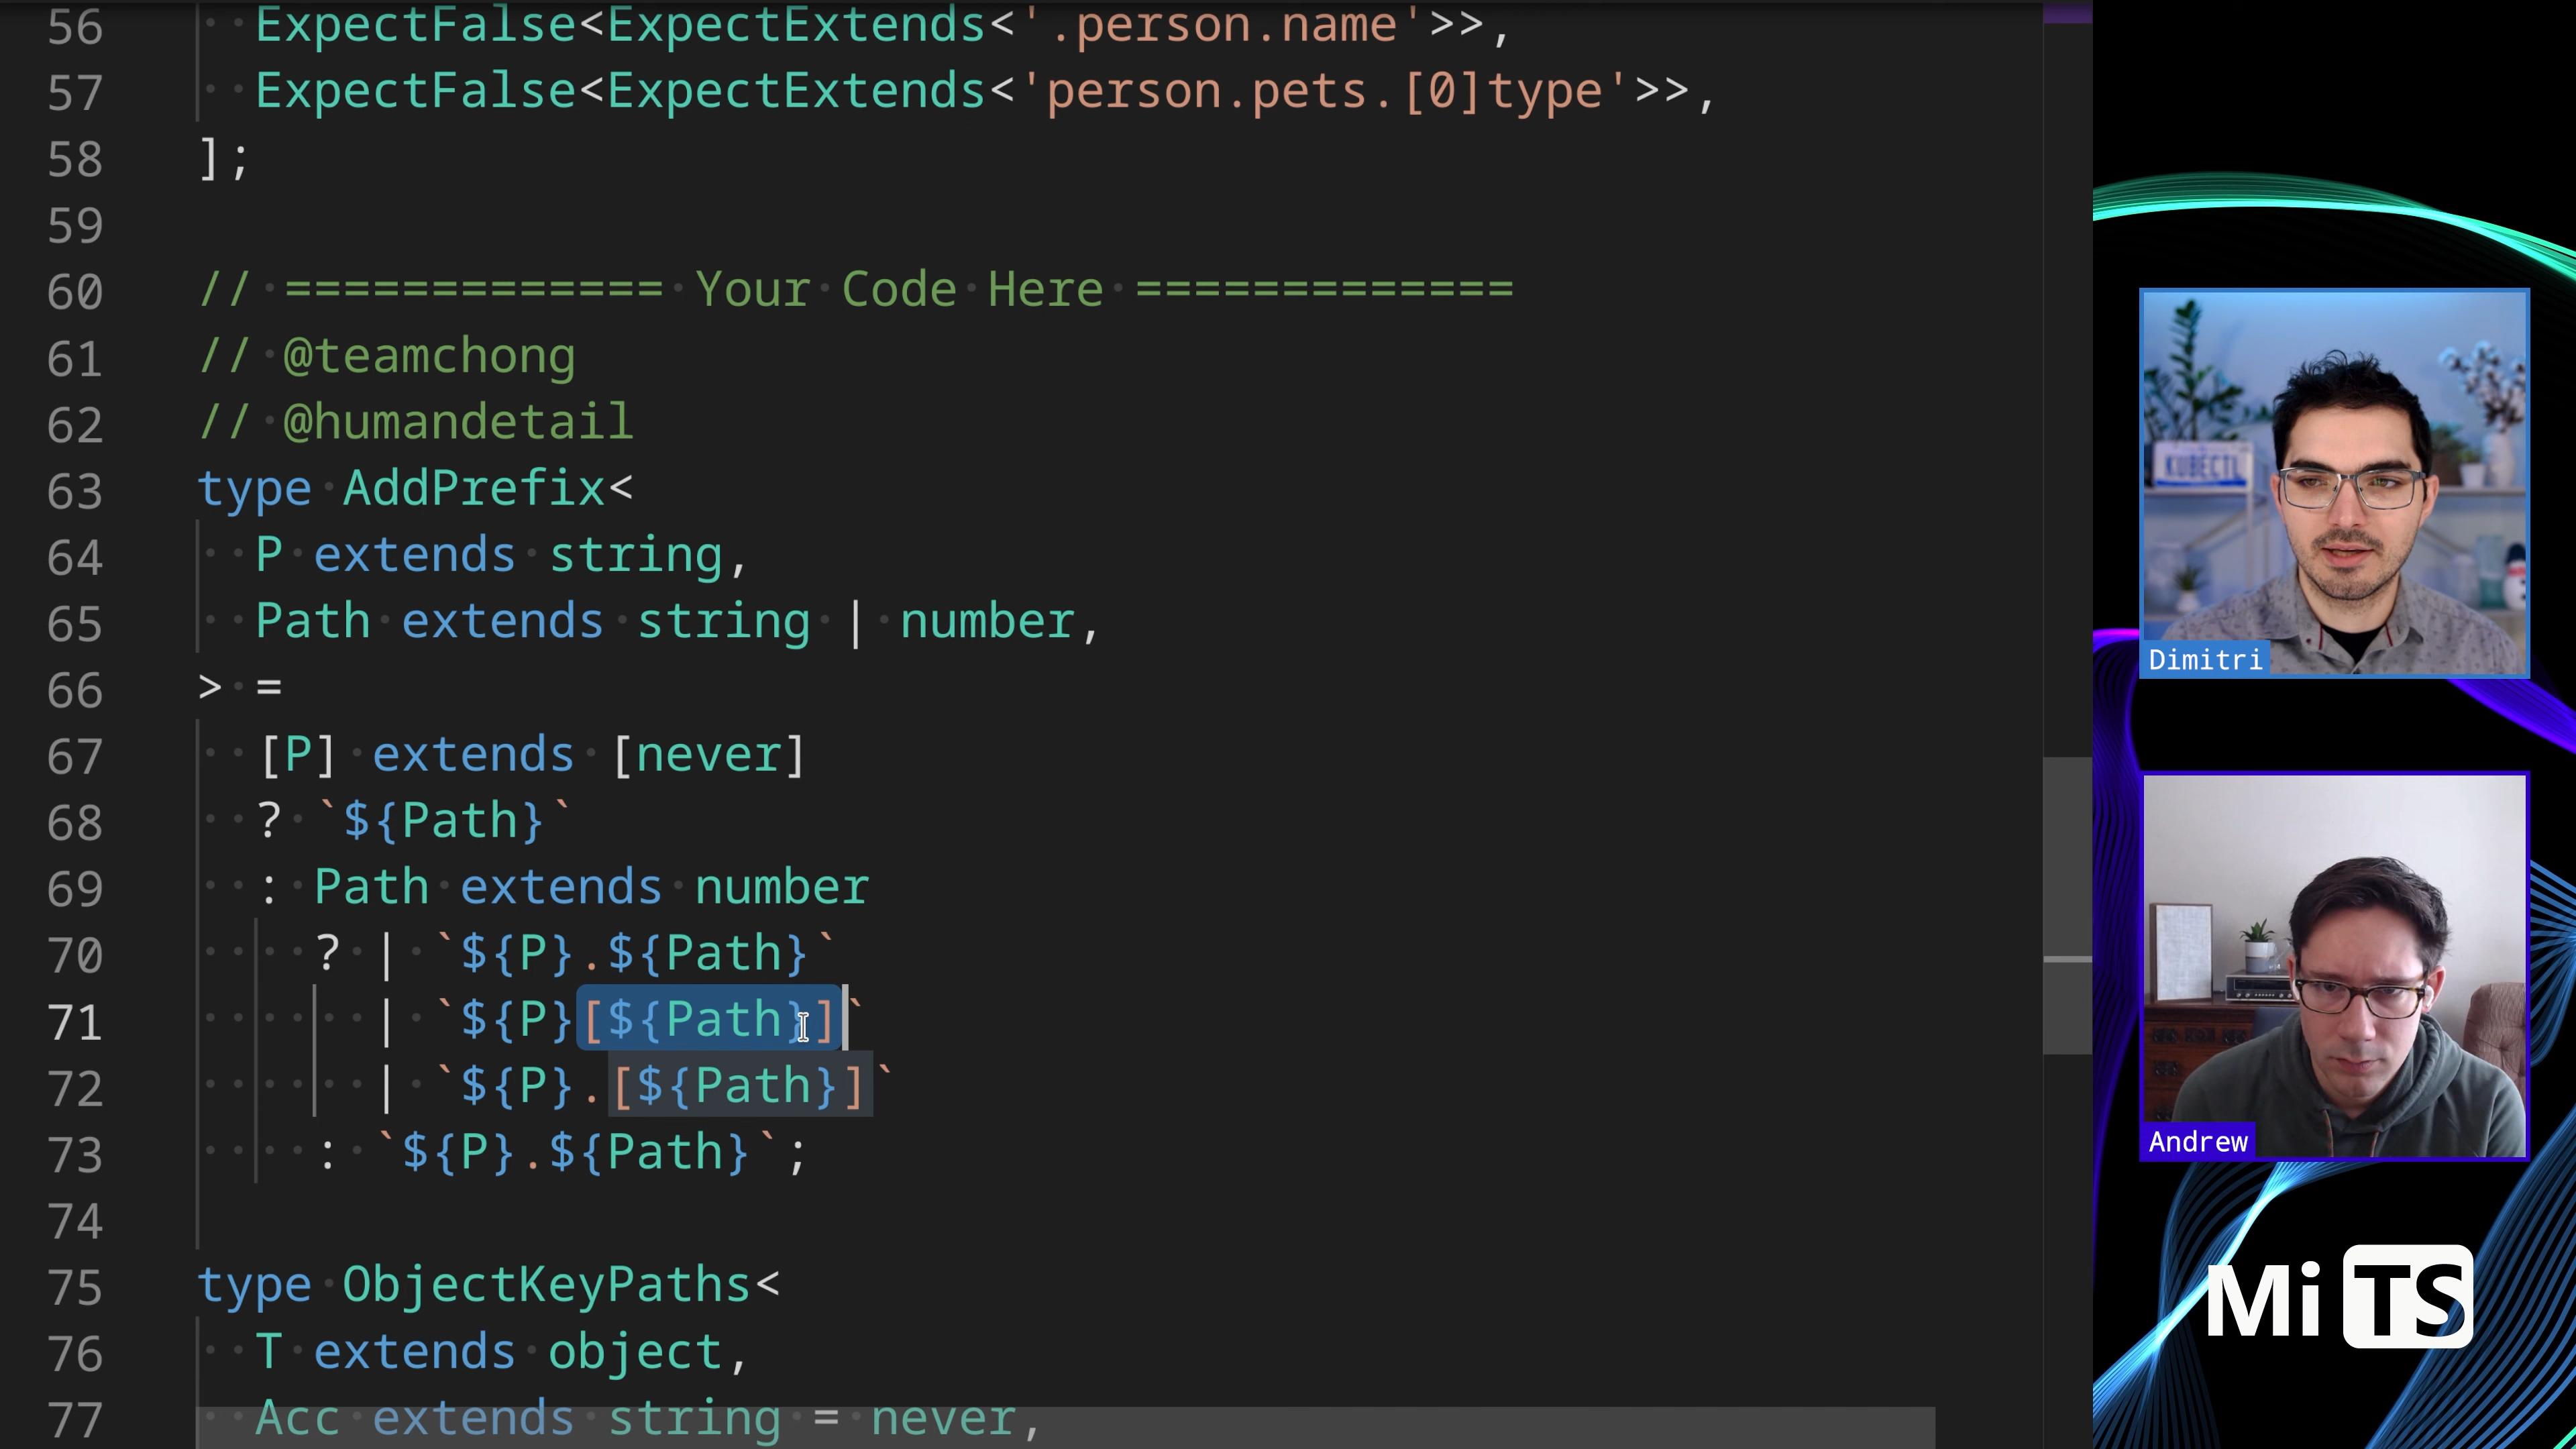 56 ExpectFalse<ExpectExtends<'.person.name'>>,
57 ExpectFalse<ExpectExtends<'person.pets.[0]type'>>,
58 ];
59
60 // ============= Your Code Here =============
61 // @teamchong
62 // @humandetail
63 type AddPrefix<
64 P extends string,
65 Path extends string | number,
66 > =
67 [P] extends [never]
68 ? `${Path}`
69 : Path extends number
70 ? | `${P}.${Path}`
71 | `${P}[${Path}]`
72 | `${P}.[${Path}]`
73 : `${P}.${Path}`;
74
75 type ObjectKeyPaths<
76 T extends object,
77 Acc extends string = never,
KUBECTL
Dimitri
Andrew
Mi TS